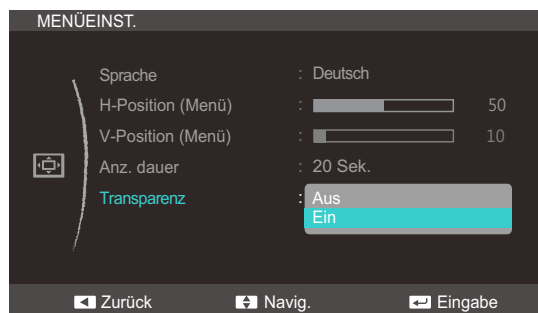 MENÜEINST.
Sprache : Deutsch
H-Position (Menü) : 50
V-Position (Menü) : 10
Anz. dauer : 20 Sek.
Transparenz : Aus
Ein
Zurück Navig. Eingabe